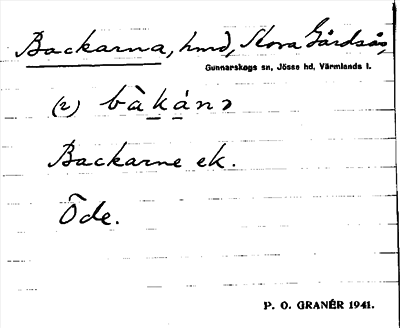 Backarna, hmd, Stora Gårdsås,
Gunnarskogs sn, Jösse hd, Värmlands l.
(2) bàkánɔ
Backarne ek.
Öde.
P. O. GRANÉR 1941.